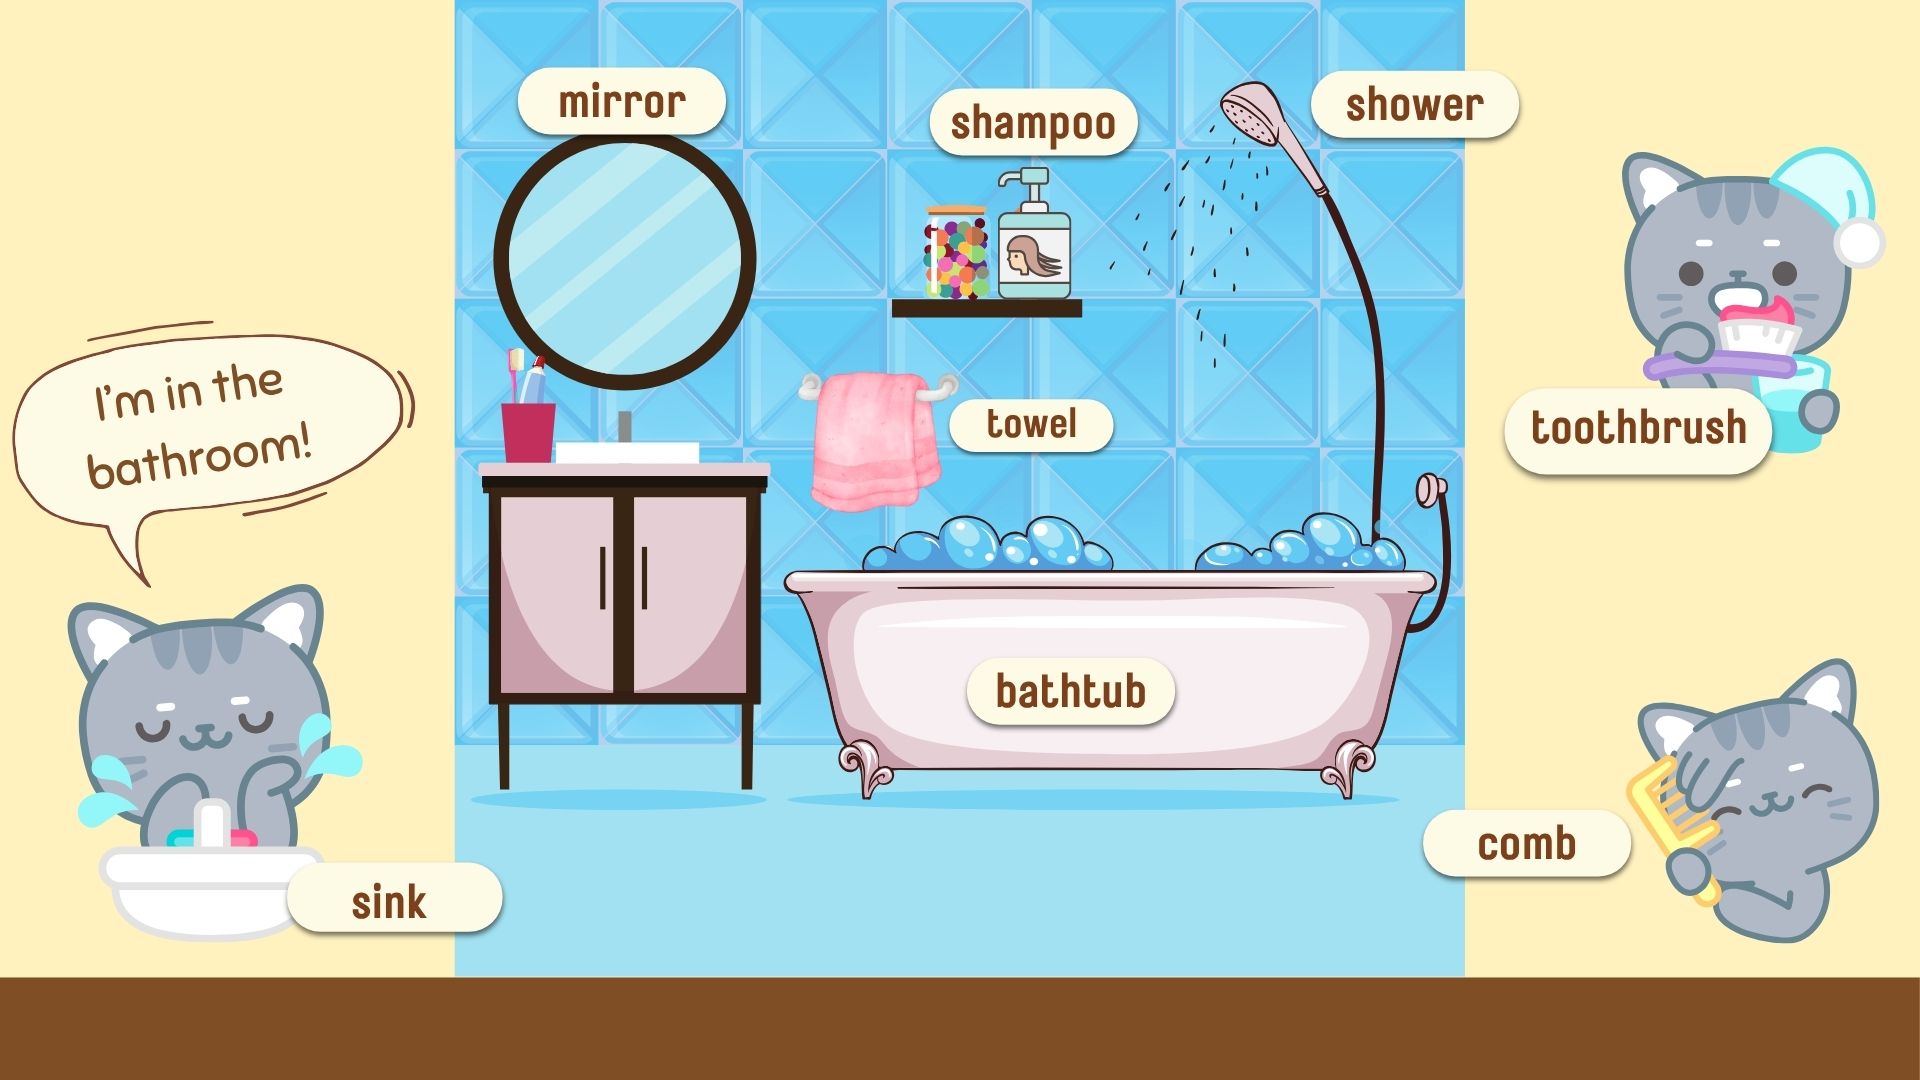 mirror
shampoo
shower
I'm in the
bathroom!
towel
toothbrush
bathtub
comb
sink